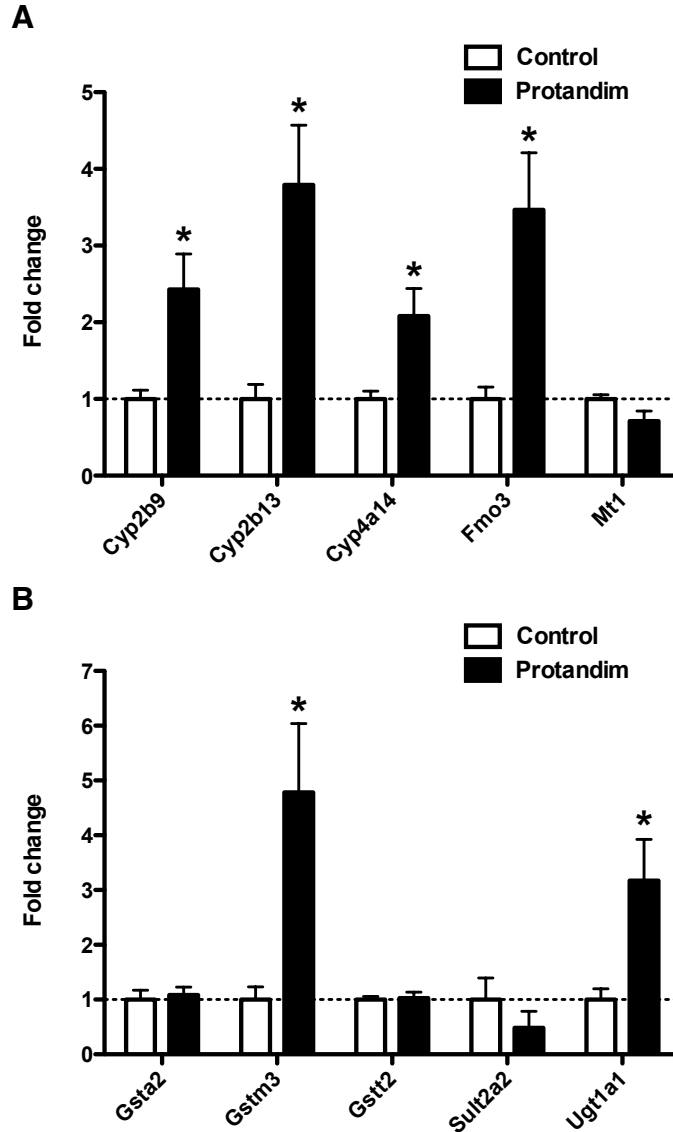 A
Control
Protandim
Fold change
5
4
3
2
1
0
*
*
*
*
Cyp2b9
Cyp2b13
Cyp4a14
Fmo3
Mt1
B
Control
Protandim
Fold change
7
6
5
4
3
2
1
0
*
*
Gsta2
Gstm3
Gstt2
Sult2a2
Ugt1a1